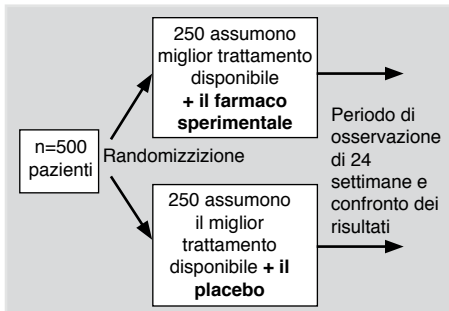 250 assumono
miglior trattamento
disponibile
+ il farmaco
sperimentale
n=500
pazienti
Randomizzizione
Periodo di
osservazione
di 24
settimane e
confronto dei
risultati
250 assumono
il miglior
trattamento
disponibile + il
placebo